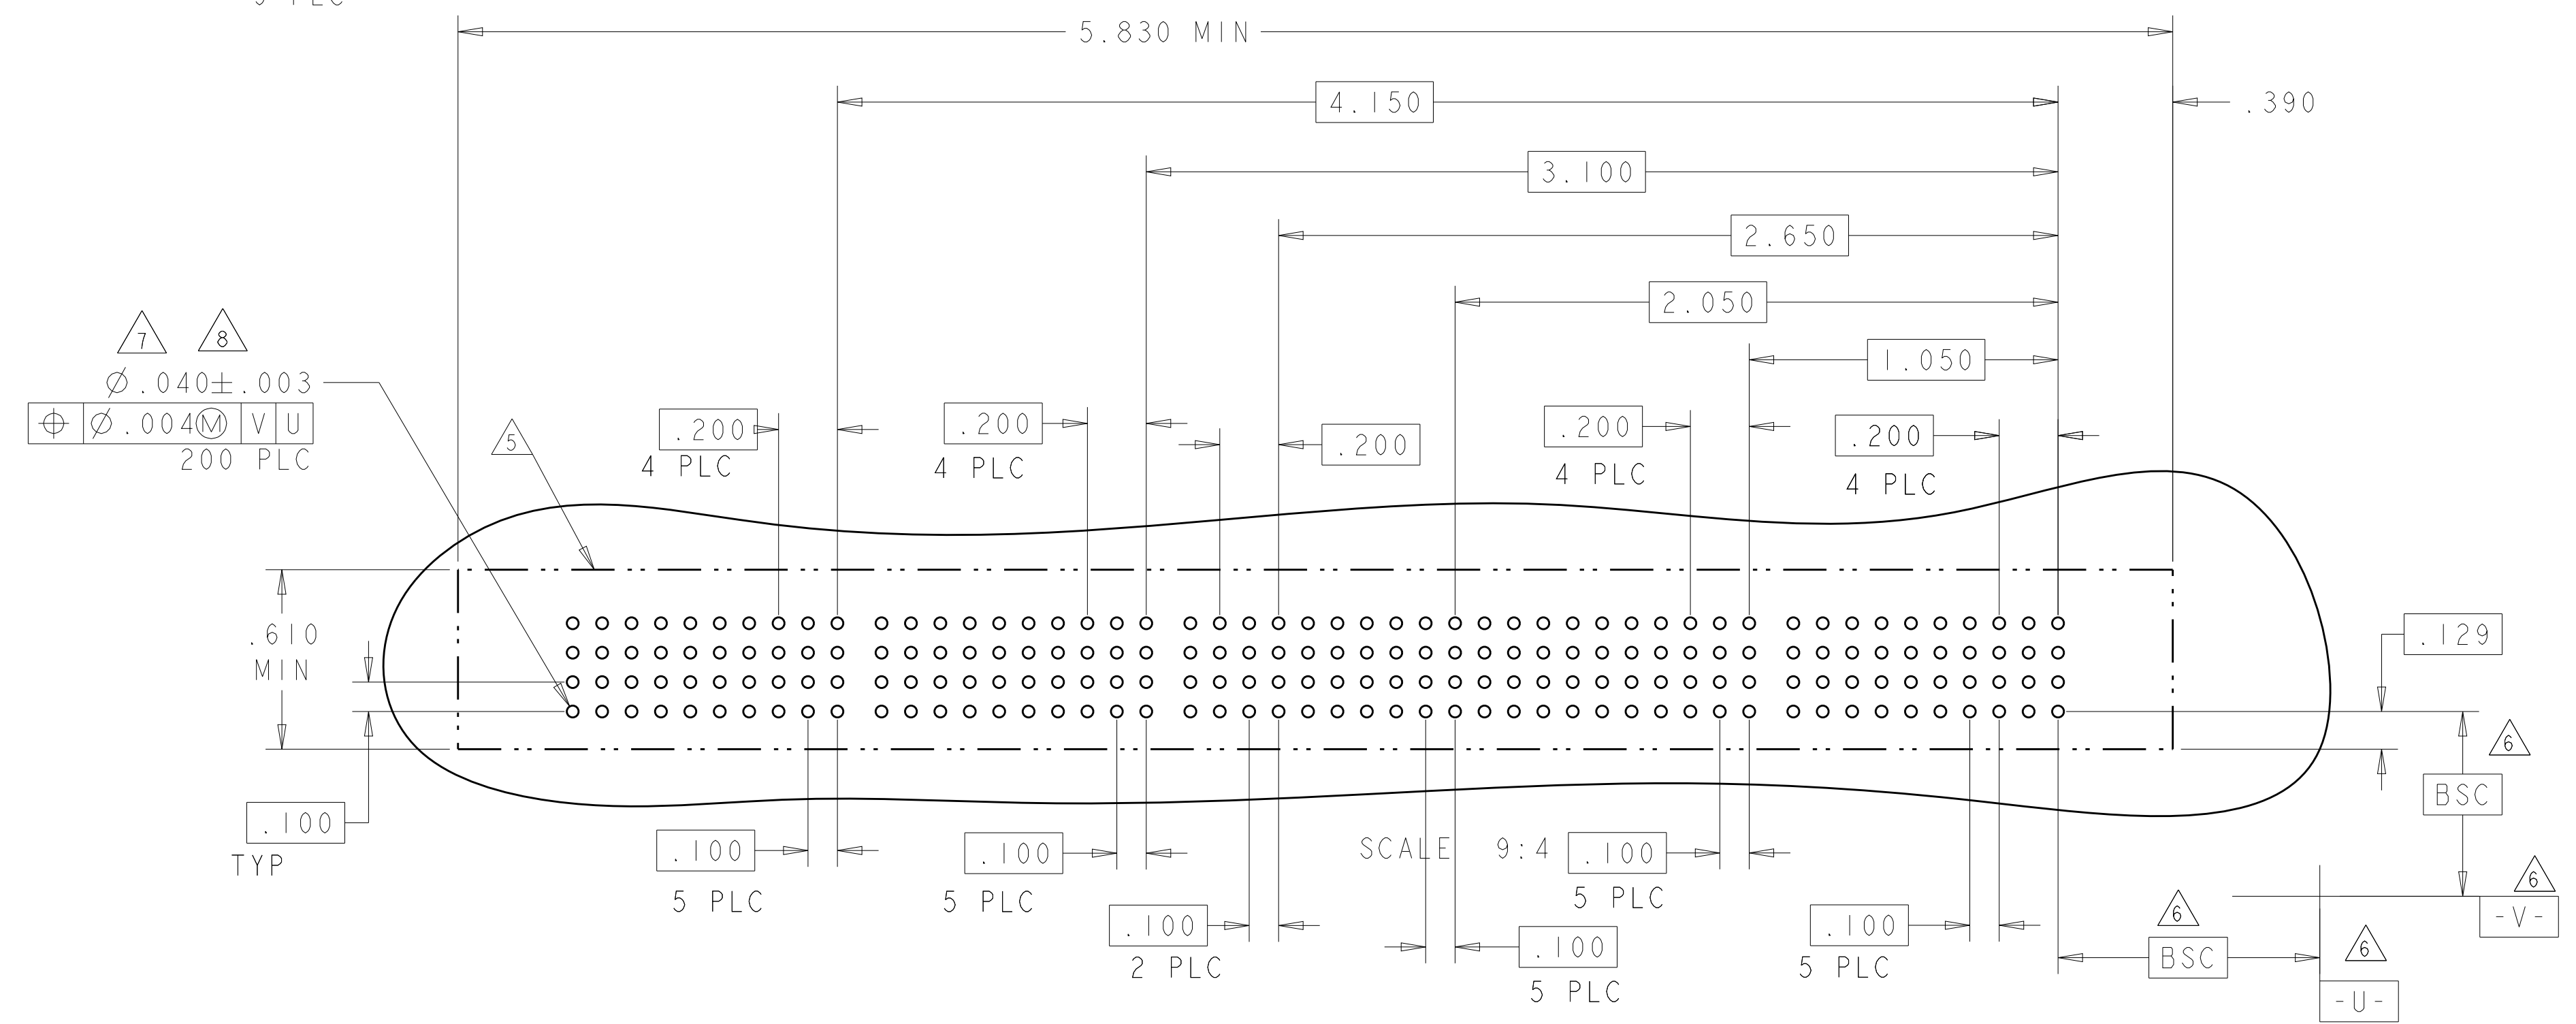 5.830 MIN
4.150
.390
3.100
2.650
2.050
1.050
7 8
Ø.040±.003
⌖ Ø.004Ⓜ V U
200 PLC
5
.200
4 PLC
.200
4 PLC
.200
.200
4 PLC
.200
4 PLC
.610
MIN
.129
6
BSC
.100
TYP
.100
5 PLC
.100
5 PLC
SCALE 9:4
.100
5 PLC
.100
2 PLC
.100
5 PLC
.100
5 PLC
6
BSC
6
-V-
6
-U-